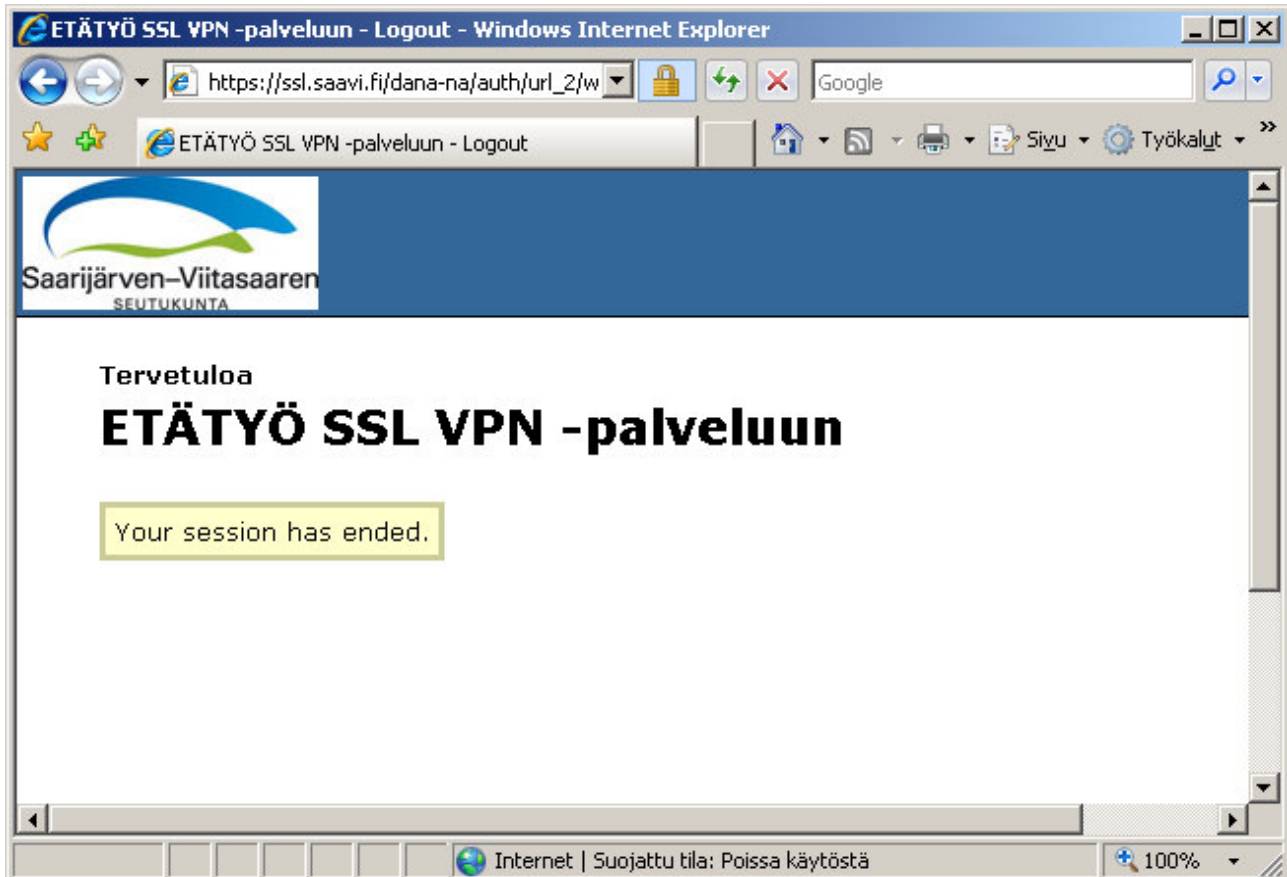 ETÄTYÖ SSL VPN -palveluun - Logout - Windows Internet Explorer
https://ssl.saavi.fi/dana-na/auth/url_2/w
Google
ETÄTYÖ SSL VPN -palveluun - Logout
Sivu
Työkalut
Saarijärven–Viitasaaren
SEUTUKUNTA
Tervetuloa
ETÄTYÖ SSL VPN -palveluun
Your session has ended.
Internet | Suojattu tila: Poissa käytöstä
100%